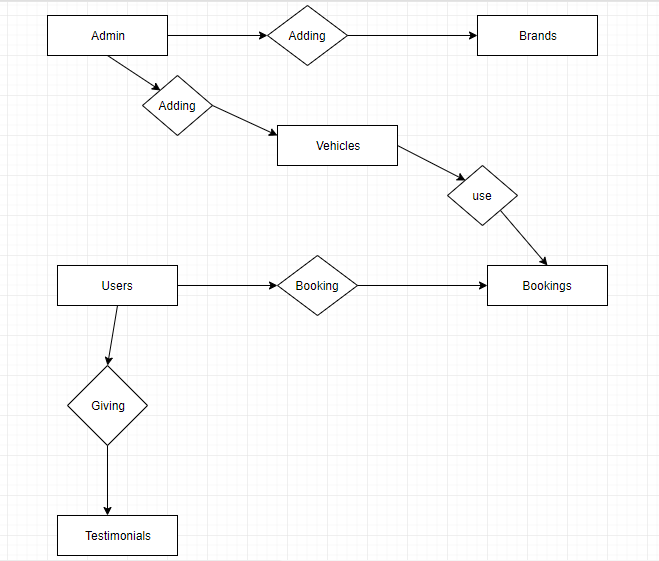 Admin
Adding
Brands
Adding
Vehicles
use
Users
Booking
Bookings
Giving
Testimonials